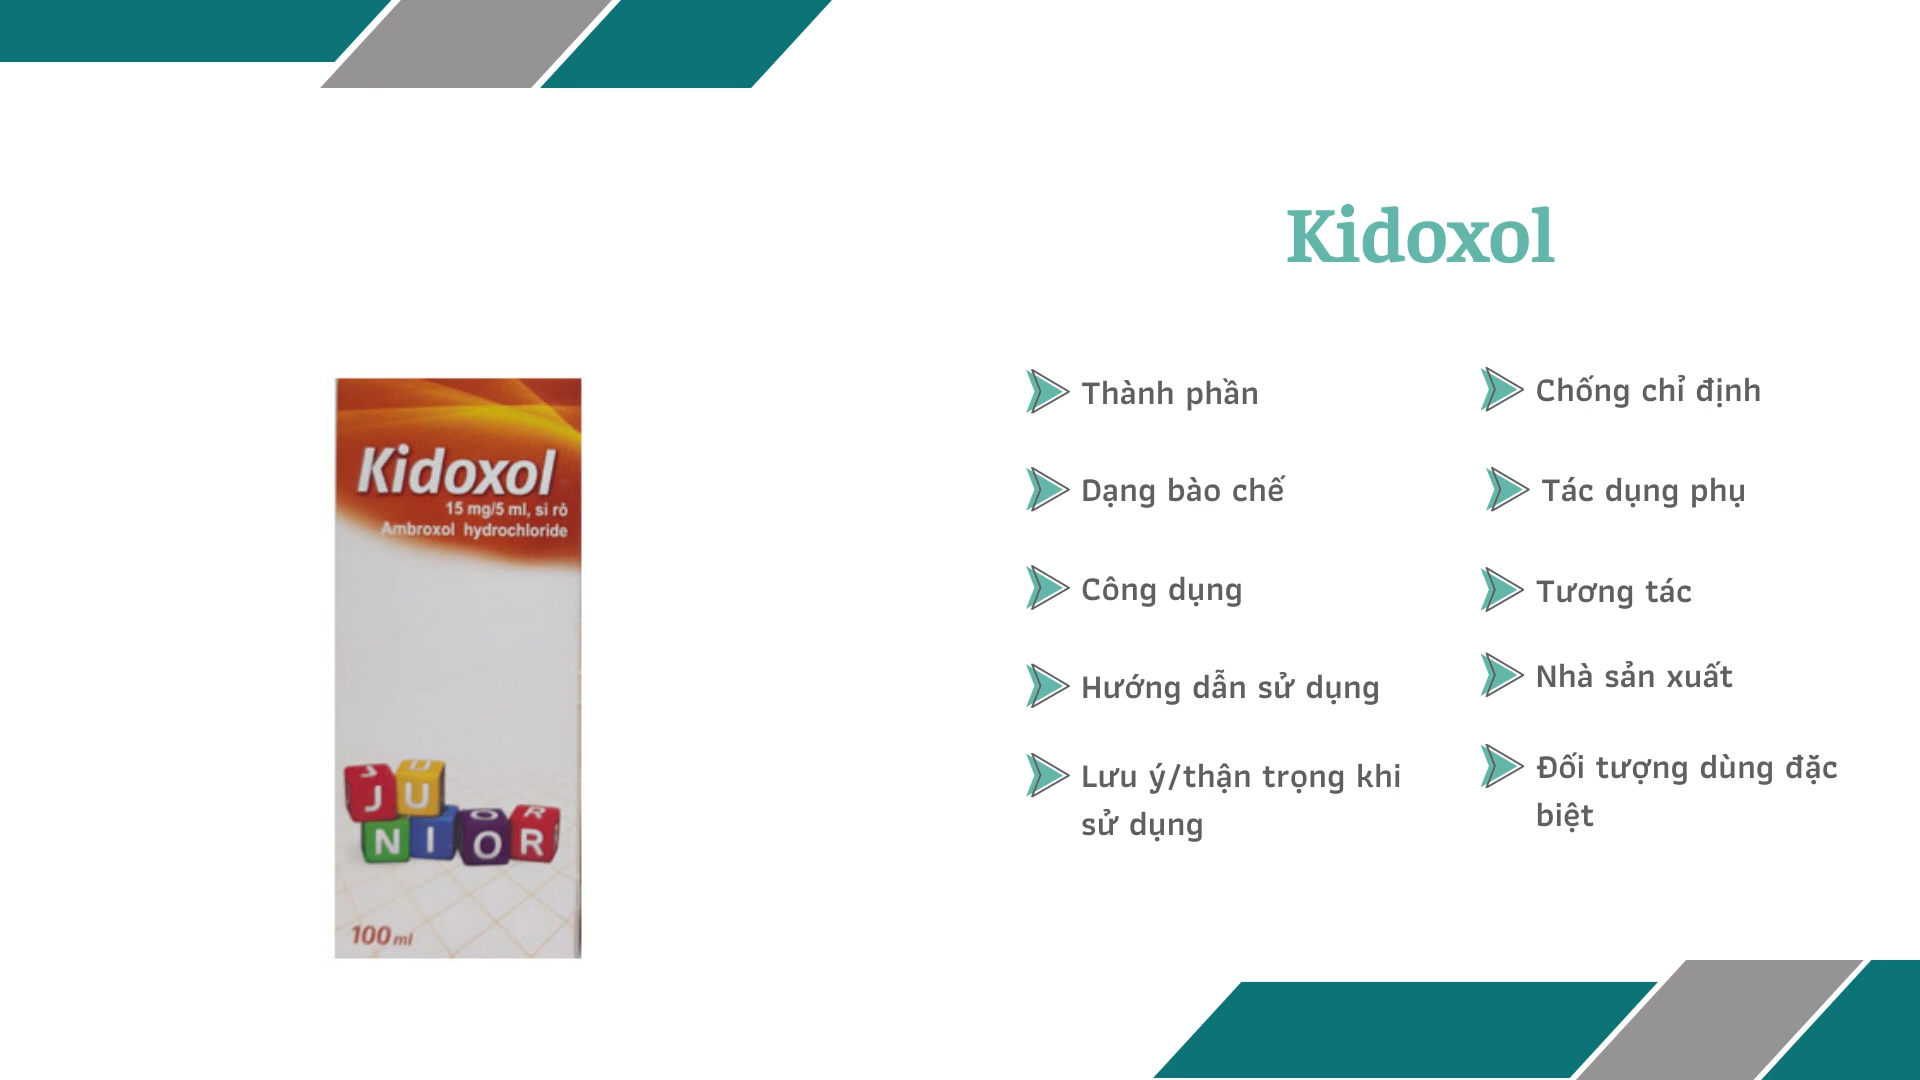 Kidoxol
Kidoxol
15 mg/5 ml, si rô
Ambroxol hydrochloride
J U
N I O R
100 ml
Thành phần
Dạng bào chế
Công dụng
Hướng dẫn sử dụng
Lưu ý/thận trọng khi
sử dụng
Chống chỉ định
Tác dụng phụ
Tương tác
Nhà sản xuất
Đối tượng dùng đặc
biệt